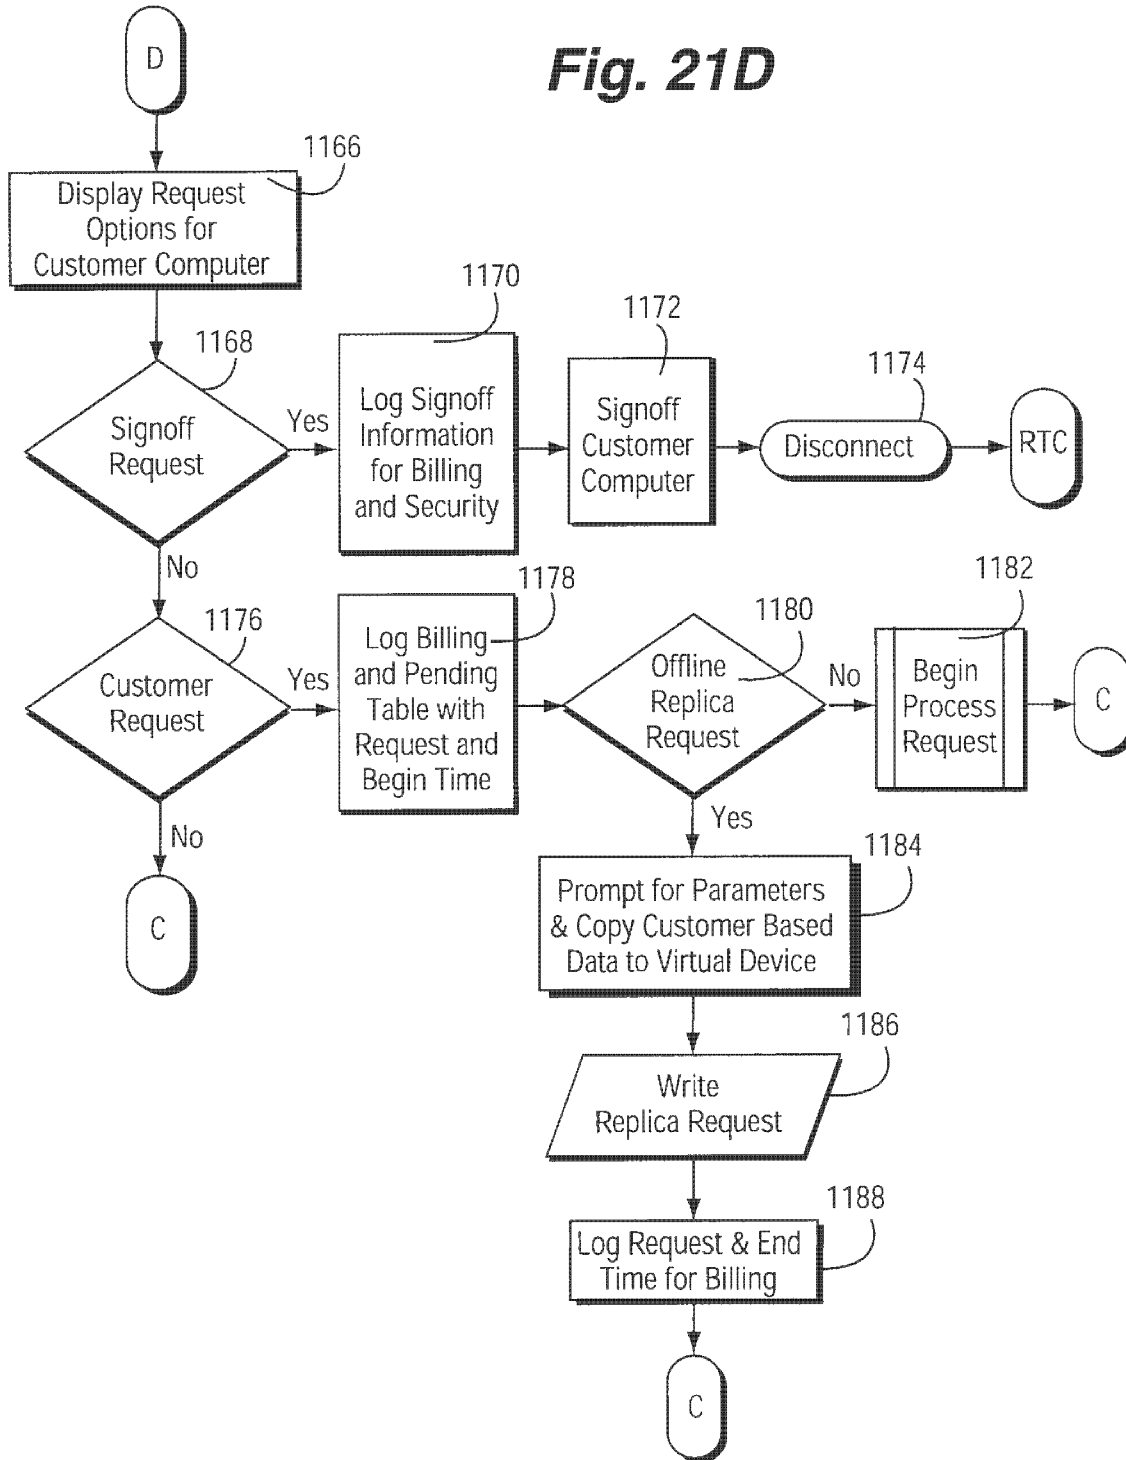 D
Fig. 21D
1166
Display Request
Options for
Customer Computer
1168
Signoff
Request
Yes
No
1170
Log Signoff
Information
for Billing
and Security
1172
Signoff
Customer
Computer
1174
Disconnect
RTC
1176
Customer
Request
Yes
No
C
1178
Log Billing
and Pending
Table with
Request and
Begin Time
1180
Offline
Replica
Request
No
Yes
1182
Begin
Process
Request
C
1184
Prompt for Parameters
& Copy Customer Based
Data to Virtual Device
1186
Write
Replica Request
1188
Log Request & End
Time for Billing
C